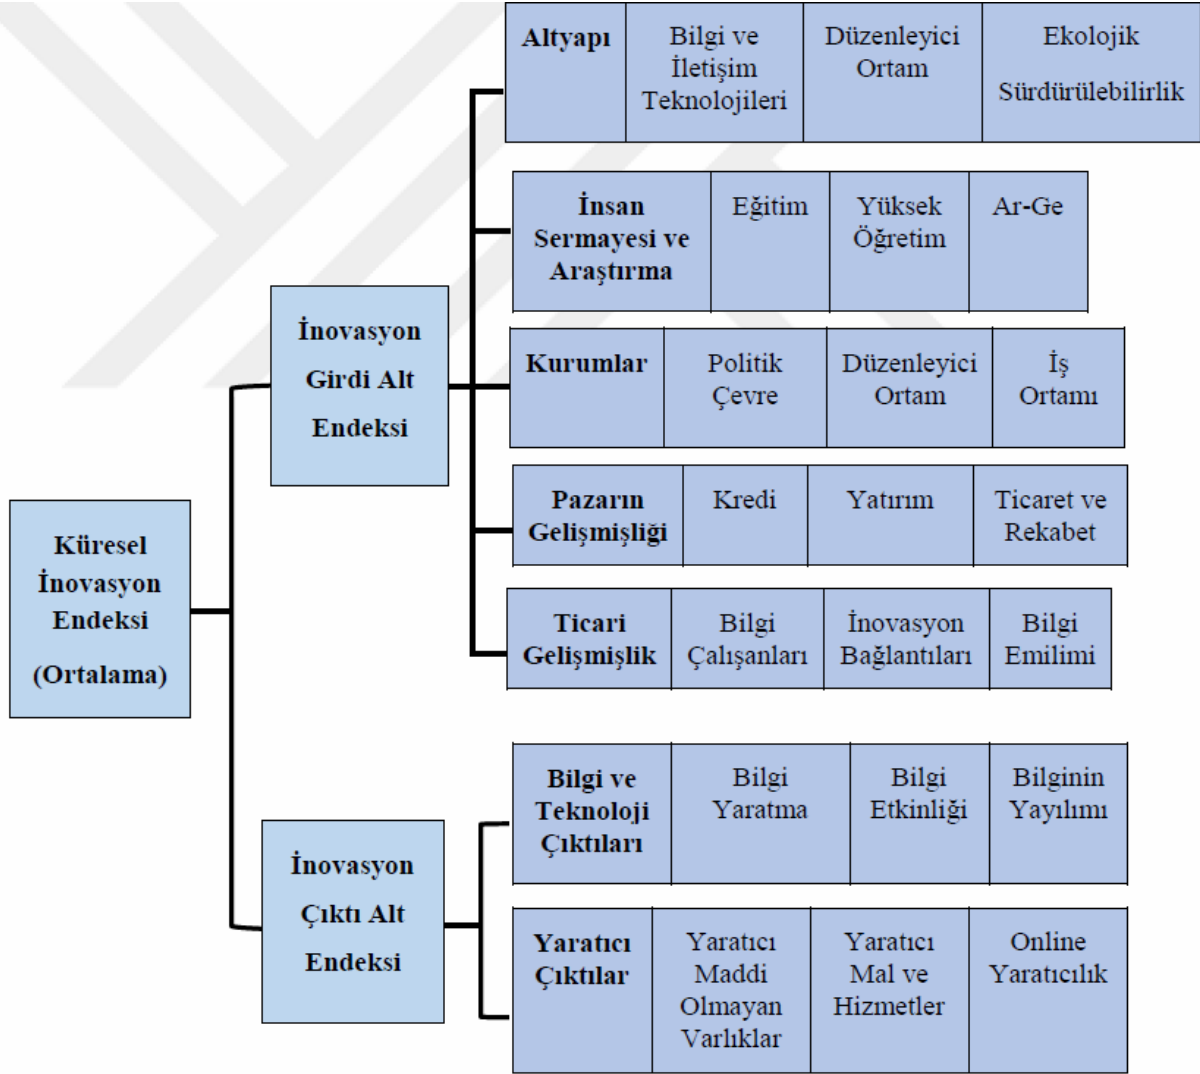 Altyapı
Bilgi ve
İletişim
Teknolojileri
Düzenleyici
Ortam
Ekolojik
Sürdürülebilirlik
İnsan
Sermayesi ve
Araştırma
Eğitim
Yüksek
Öğretim
Ar-Ge
İnovasyon
Girdi Alt
Endeksi
Kurumlar
Politik
Çevre
Düzenleyici
Ortam
İş
Ortamı
Pazarın
Gelişmişliği
Kredi
Yatırım
Ticaret ve
Rekabet
Küresel
İnovasyon
Endeksi
(Ortalama)
Ticari
Gelişmişlik
Bilgi
Çalışanları
İnovasyon
Bağlantıları
Bilgi
Emilimi
Bilgi ve
Teknoloji
Çıktıları
Bilgi
Yaratma
Bilgi
Etkinliği
Bilginin
Yayılımı
İnovasyon
Çıktı Alt
Endeksi
Yaratıcı
Çıktılar
Yaratıcı
Maddi
Olmayan
Varlıklar
Yaratıcı
Mal ve
Hizmetler
Online
Yaratıcılık